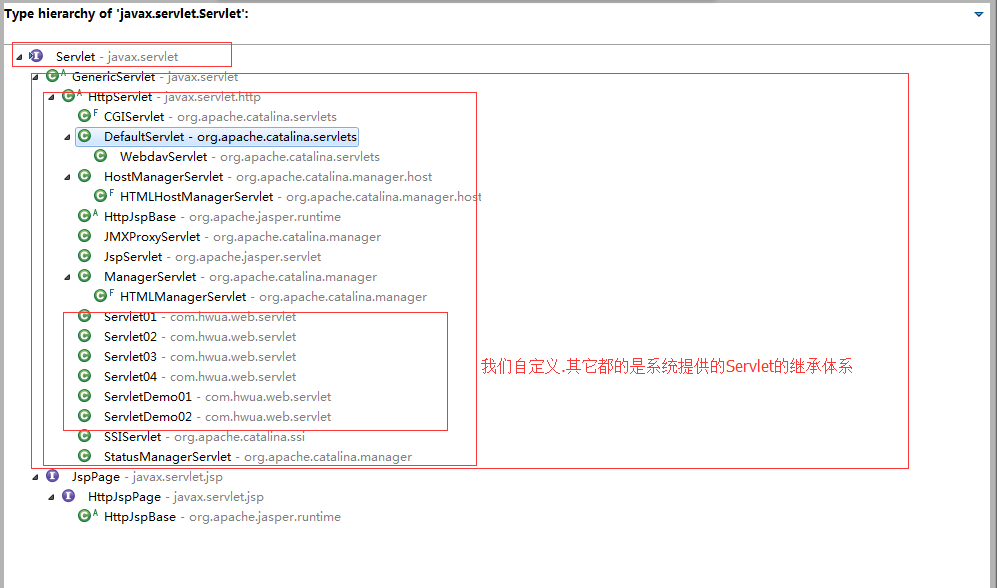 Type hierarchy of 'javax.servlet.Servlet':
Servlet - javax.servlet
GenericServlet - javax.servlet
HttpServlet - javax.servlet.http
CGIServlet - org.apache.catalina.servlets
DefaultServlet - org.apache.catalina.servlets
WebdavServlet - org.apache.catalina.servlets
HostManagerServlet - org.apache.catalina.manager.host
HTMLHostManagerServlet - org.apache.catalina.manager.host
HttpJspBase - org.apache.jasper.runtime
JMXProxyServlet - org.apache.catalina.manager
JspServlet - org.apache.jasper.servlet
ManagerServlet - org.apache.catalina.manager
HTMLManagerServlet - org.apache.catalina.manager
Servlet01 - com.hwua.web.servlet
Servlet02 - com.hwua.web.servlet
Servlet03 - com.hwua.web.servlet
我们自定义.其它都的是系统提供的Servlet的继承体系
Servlet04 - com.hwua.web.servlet
ServletDemo01 - com.hwua.web.servlet
ServletDemo02 - com.hwua.web.servlet
SSIServlet - org.apache.catalina.ssi
StatusManagerServlet - org.apache.catalina.manager
JspPage - javax.servlet.jsp
HttpJspPage - javax.servlet.jsp
HttpJspBase - org.apache.jasper.runtime